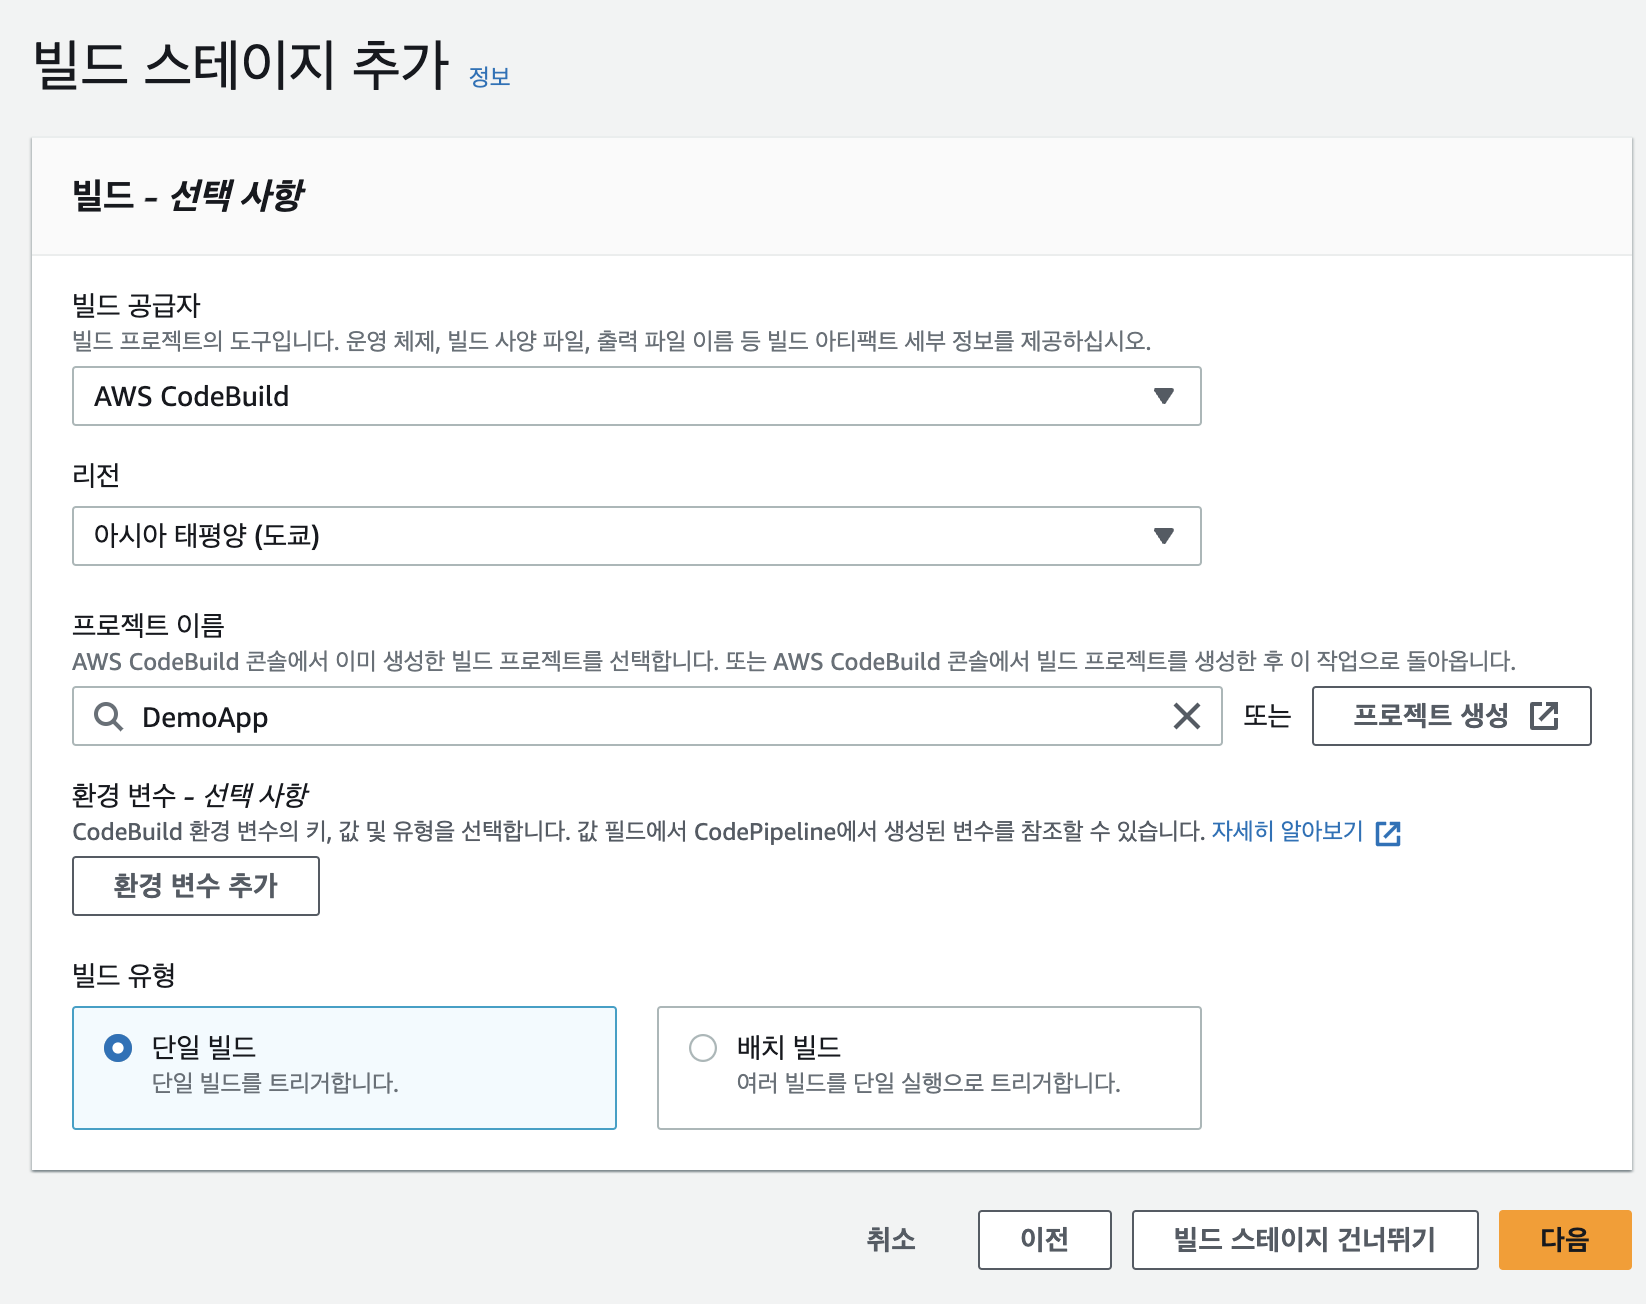 빌드 스테이지 추가 정보
빌드 - 선택 사항
빌드 공급자
빌드 프로젝트의 도구입니다. 운영 체제, 빌드 사양 파일, 출력 파일 이름 등 빌드 아티팩트 세부 정보를 제공하십시오.
AWS CodeBuild
리전
아시아 태평양 (도쿄)
프로젝트 이름
AWS CodeBuild 콘솔에서 이미 생성한 빌드 프로젝트를 선택합니다. 또는 AWS CodeBuild 콘솔에서 빌드 프로젝트를 생성한 후 이 작업으로 돌아옵니다.
DemoApp 또는 프로젝트 생성
환경 변수 - 선택 사항
CodeBuild 환경 변수의 키, 값 및 유형을 선택합니다. 값 필드에서 CodePipeline에서 생성된 변수를 참조할 수 있습니다. 자세히 알아보기
환경 변수 추가
빌드 유형
단일 빌드 배치 빌드
단일 빌드를 트리거합니다. 여러 빌드를 단일 실행으로 트리거합니다.
취소 이전 빌드 스테이지 건너뛰기 다음